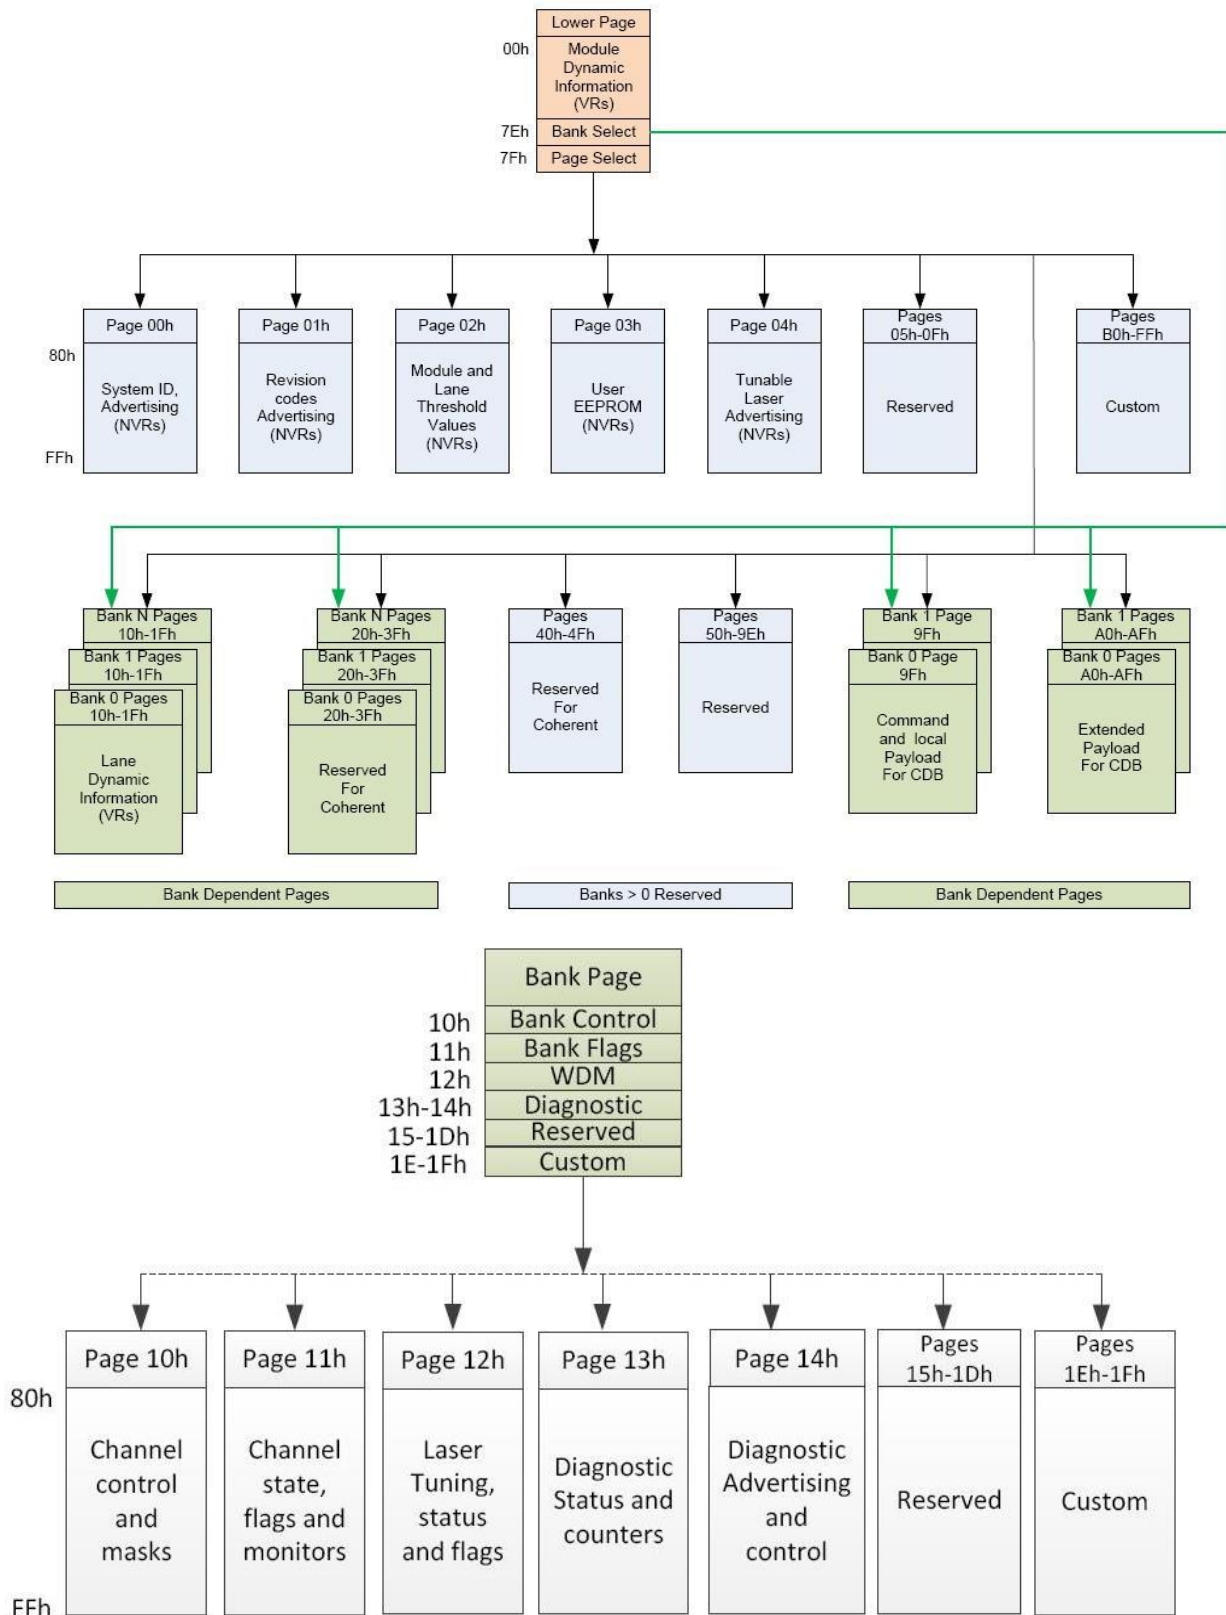 Lower Page
00h
Module
Dynamic
Information
(VRs)
7Eh
Bank Select
7Fh
Page Select
Page 00h
80h
System ID,
Advertising
(NVRs)
FFh
Page 01h
Revision
codes
Advertising
(NVRs)
Page 02h
Module and
Lane
Threshold
Values
(NVRs)
Page 03h
User
EEPROM
(NVRs)
Page 04h
Tunable
Laser
Advertising
(NVRs)
Pages
05h-0Fh
Reserved
Pages
B0h-FFh
Custom
Bank N Pages
10h-1Fh
Bank 1 Pages
10h-1Fh
Bank 0 Pages
10h-1Fh
Lane
Dynamic
Information
(VRs)
Bank N Pages
20h-3Fh
Bank 1 Pages
20h-3Fh
Bank 0 Pages
20h-3Fh
Reserved
For
Coherent
Pages
40h-4Fh
Reserved
For
Coherent
Pages
50h-9Eh
Reserved
Bank 1 Page
9Fh
Bank 0 Page
9Fh
Command
and local
Payload
For CDB
Bank 1 Pages
A0h-AFh
Bank 0 Pages
A0h-AFh
Extended
Payload
For CDB
Bank Dependent Pages
Banks > 0 Reserved
Bank Dependent Pages
Bank Page
10h
Bank Control
11h
Bank Flags
12h
WDM
13h-14h
Diagnostic
15-1Dh
Reserved
1E-1Fh
Custom
Page 10h
80h
Channel
control
and
masks
FFh
Page 11h
Channel
state,
flags and
monitors
Page 12h
Laser
Tuning,
status
and flags
Page 13h
Diagnostic
Status and
counters
Page 14h
Diagnostic
Advertising
and
control
Pages
15h-1Dh
Reserved
Pages
1Eh-1Fh
Custom